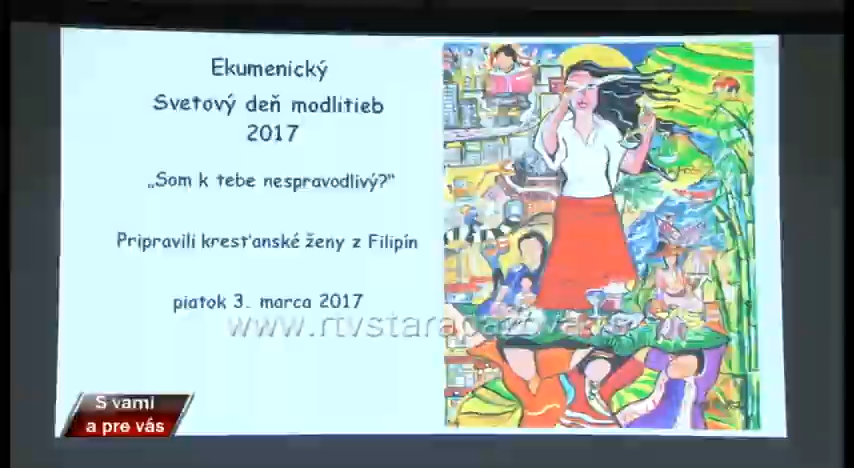 Ekumenický
Svetový deň modlitieb
2017
„Som k tebe nespravodlivý?“
Pripravili kresťanské ženy z Filipín
piatok 3. marca 2017
S vami
a pre vás